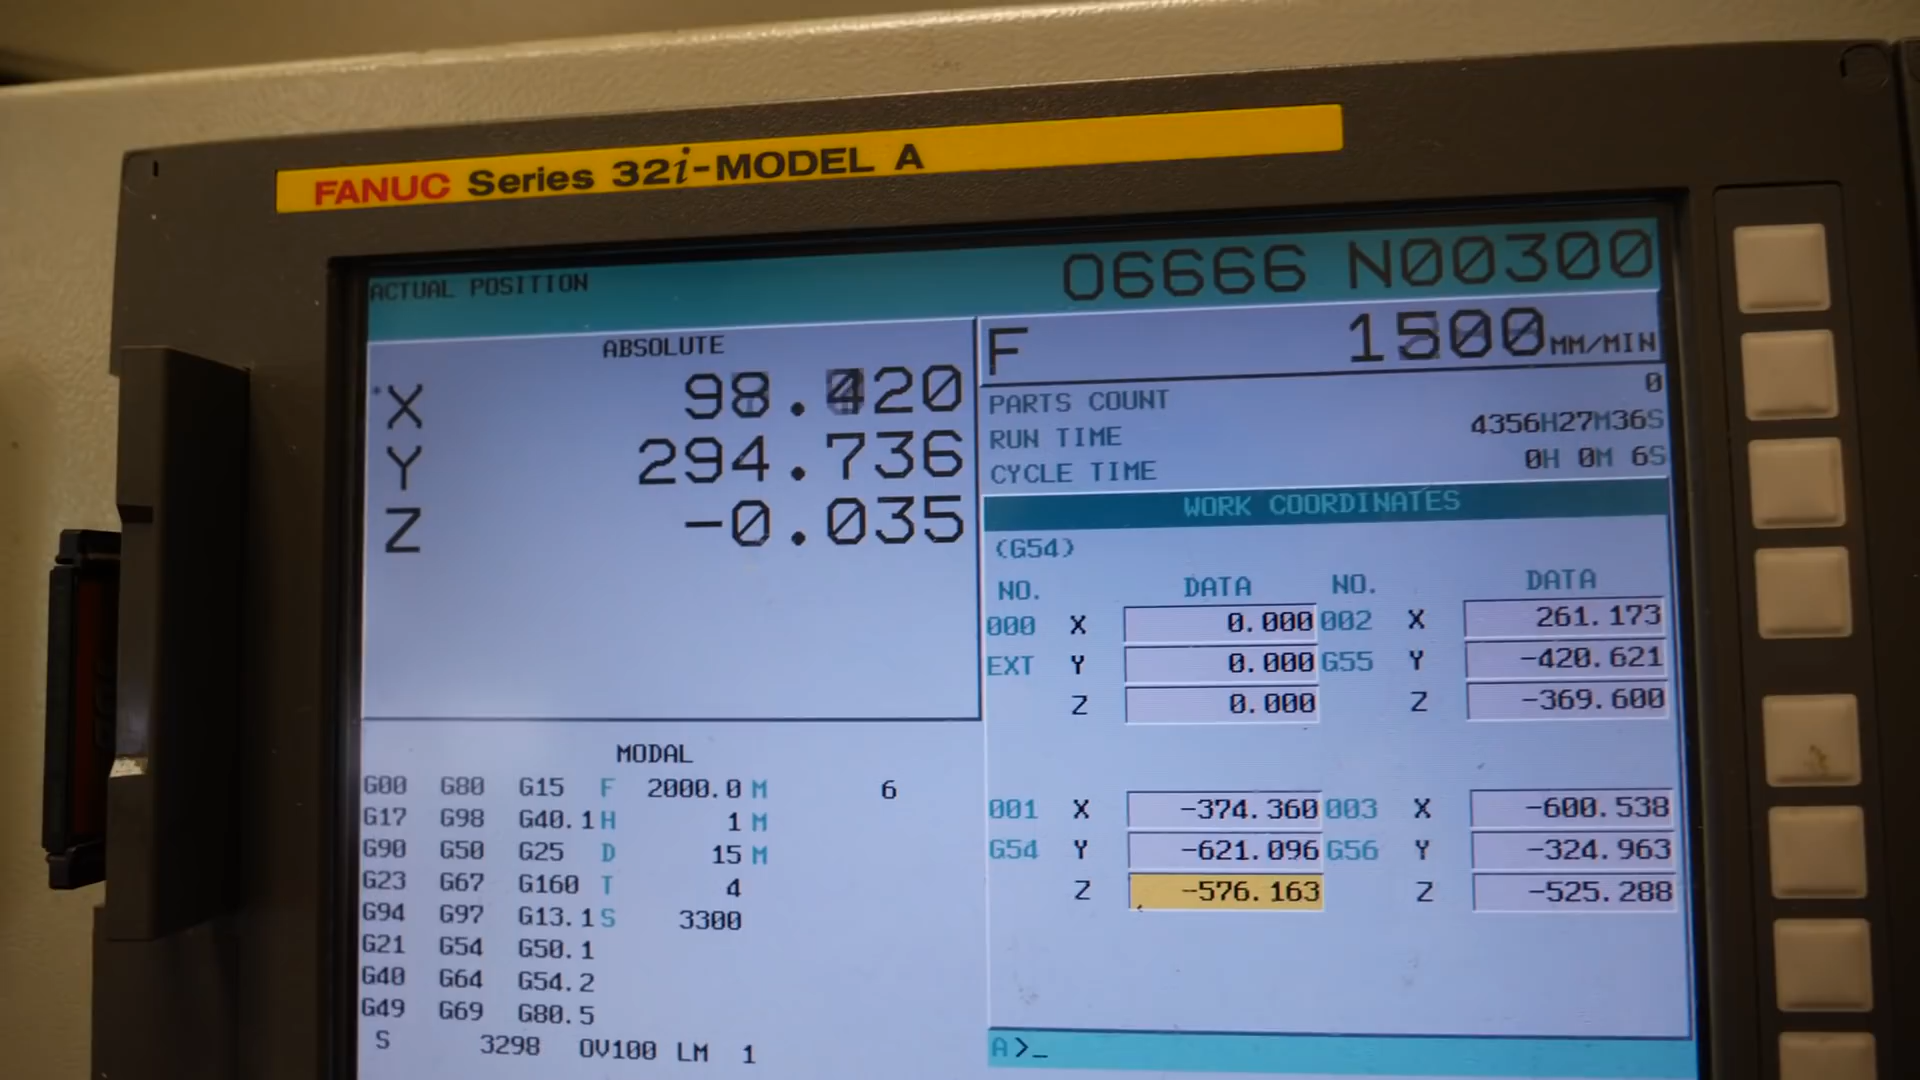 FANUC Series 32i-MODEL A
ACTUAL POSITION
O6666 N00300
ABSOLUTE
X 98. 20
Y 294.736
Z -0.035
F 1500 MM/MIN
PARTS COUNT 0
RUN TIME 4356H27M36S
CYCLE TIME 0H 0M 6S
WORK COORDINATES
(G54)
NO. DATA NO. DATA
000 X 0.000 002 X 261.173
EXT Y 0.000 G55 Y -420.621
Z 0.000 Z -369.600
001 X -374.360 003 X -600.538
G54 Y -621.096 G56 Y -324.963
Z -576.163 Z -525.288
MODAL
G00 G80 G15 F 2000.0 M 6
G17 G98 G40.1 H 1 M
G90 G50 G25 D 15 M
G23 G67 G160 T 4
G94 G97 G13.1 S 3300
G21 G54 G50.1
G40 G64 G54.2
G49 G69 G80.5
S 3298 OV100 LM 1
A>_